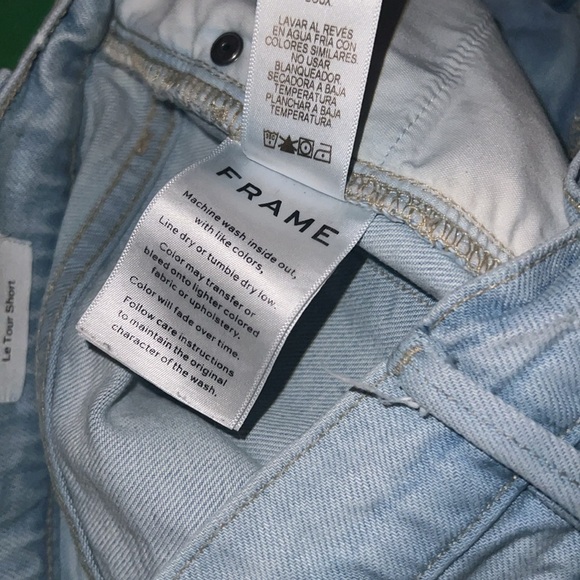 DOUX.
LAVAR AL REVÉS
EN AGUA FRÍA CON
COLORES SIMILARES.
NO USAR
BLANQUEADOR.
SECADORA A BAJA
TEMPERATURA
PLANCHAR A BAJA
TEMPERATURA
FRAME
Machine wash inside out,
with like colors.
Line dry or tumble dry low.
Color may transfer or
bleed onto lighter colored
fabric or upholstery.
Color will fade over time.
Follow care instructions
to maintain the original
character of the wash.
Le Tour Short